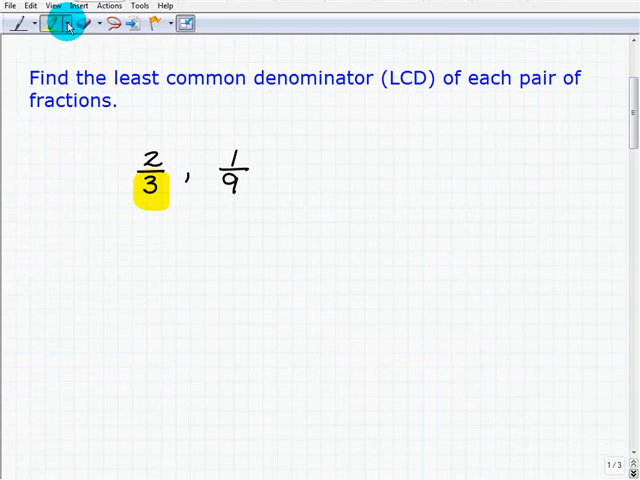 File Edit View Insert Actions Tools Help
Find the least common denominator (LCD) of each pair of
fractions.
2/3 , 1/9
1 / 3